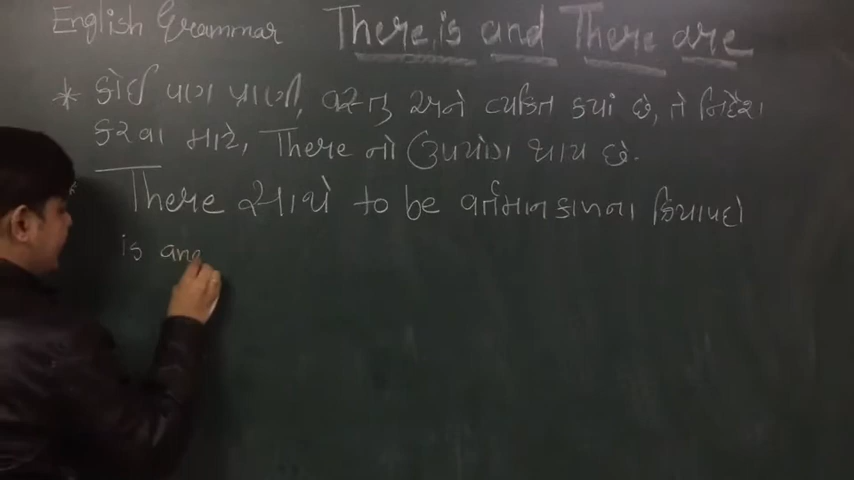 English Grammar There is and There are
* કોઈ પણ પ્રાણી, વસ્તુ અને વ્યકિત કયાં છે, તે નિર્દેશ
કરવા માટે, There નો ઉપયોગ થાય છે.
* There સાથે to be વર્તમાનકાળના ક્રિયાપદો
is and